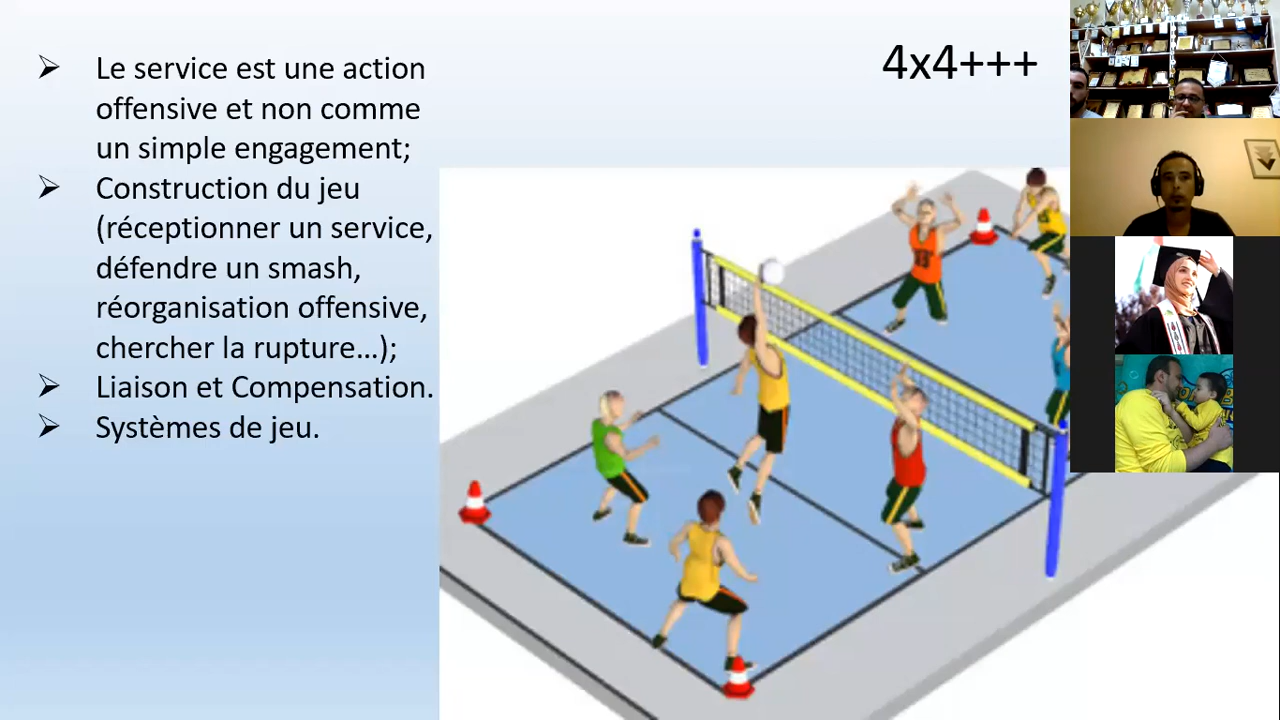 4x4+++
➢ Le service est une action
offensive et non comme
un simple engagement;
➢ Construction du jeu
(réceptionner un service,
défendre un smash,
réorganisation offensive,
chercher la rupture…);
➢ Liaison et Compensation.
➢ Systèmes de jeu.